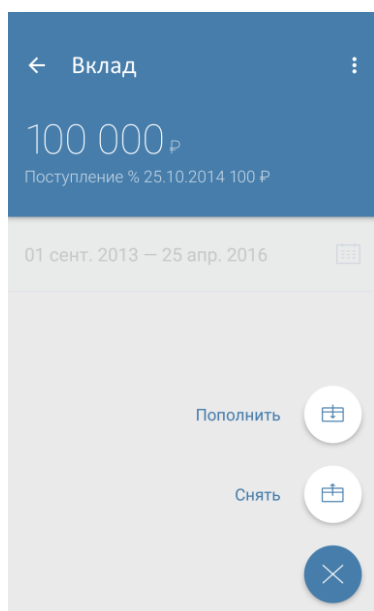 Вклад
100 000 ₽
Поступление % 25.10.2014 100 ₽
01 сент. 2013 — 25 апр. 2016
Пополнить
Снять